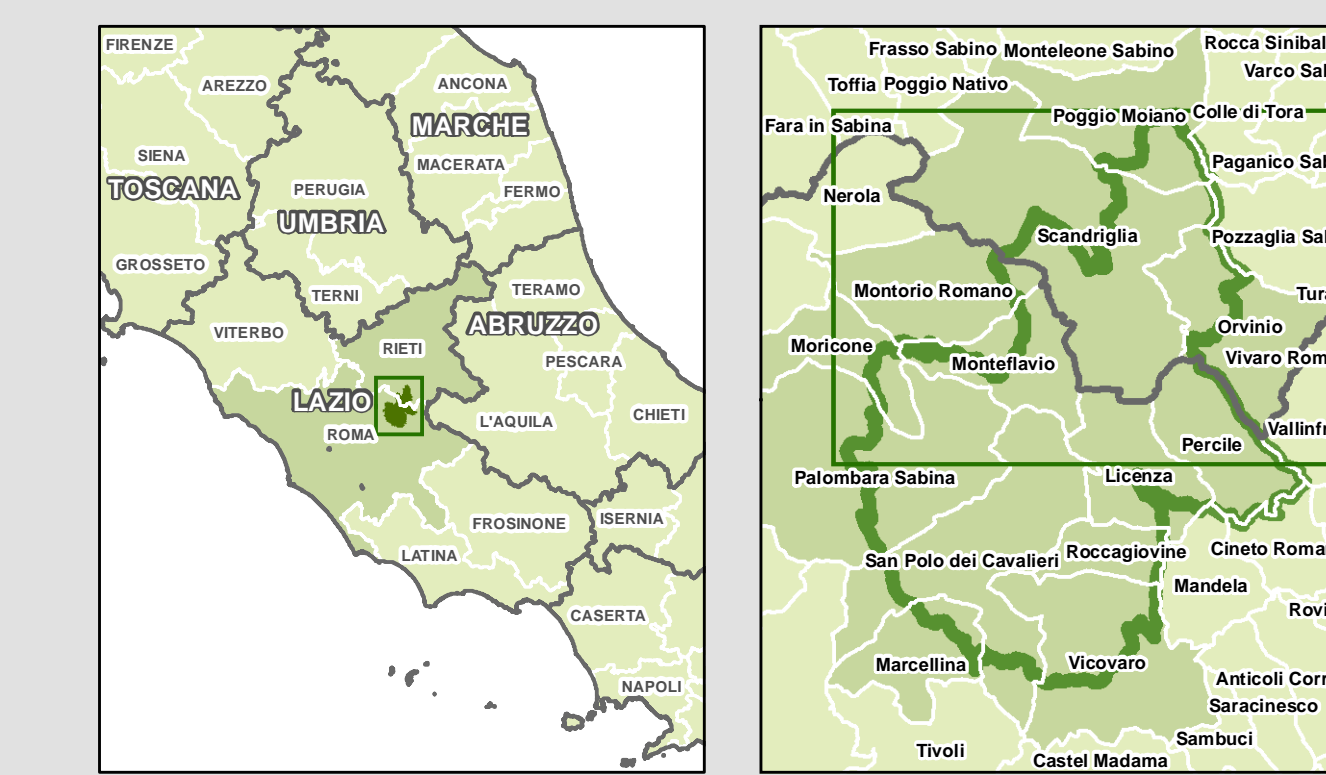 FIRENZE
AREZZO
ANCONA
MARCHE
SIENA
MACERATA
TOSCANA
PERUGIA
FERMO
UMBRIA
GROSSETO
TERNI
TERAMO
VITERBO
ABRUZZO
RIETI
PESCARA
LAZIO
L'AQUILA
CHIETI
ROMA
FROSINONE
ISERNIA
LATINA
CASERTA
NAPOLI
Frasso Sabino
Monteleone Sabino
Rocca Sinibal
Varco Sal
Toffia
Poggio Nativo
Fara in Sabina
Poggio Moiano
Colle di Tora
Paganico Sal
Nerola
Scandriglia
Pozzaglia Sal
Montorio Romano
Tura
Orvinio
Moricone
Monteflavio
Vivaro Rom
Vallinfr
Percile
Palombara Sabina
Licenza
San Polo dei Cavalieri
Roccagiovine
Cineto Romar
Mandela
Rovi
Marcellina
Vicovaro
Anticoli Corr
Saracinesco
Sambuci
Tivoli
Castel Madama